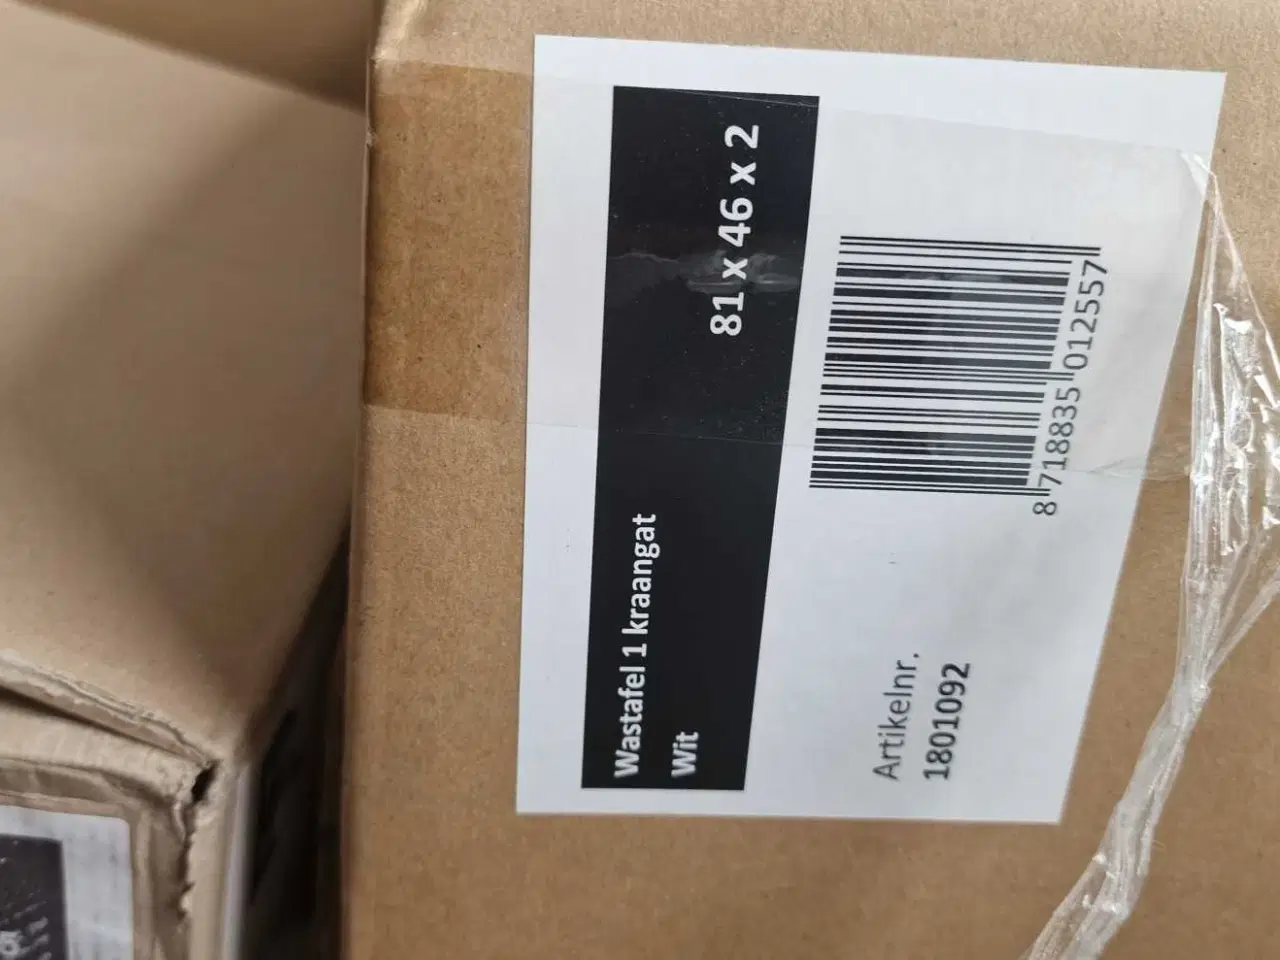 Wastafel 1 kraangat
Wit
81 x 46 x 2
8 718835 012557
Artikelnr.
1801092